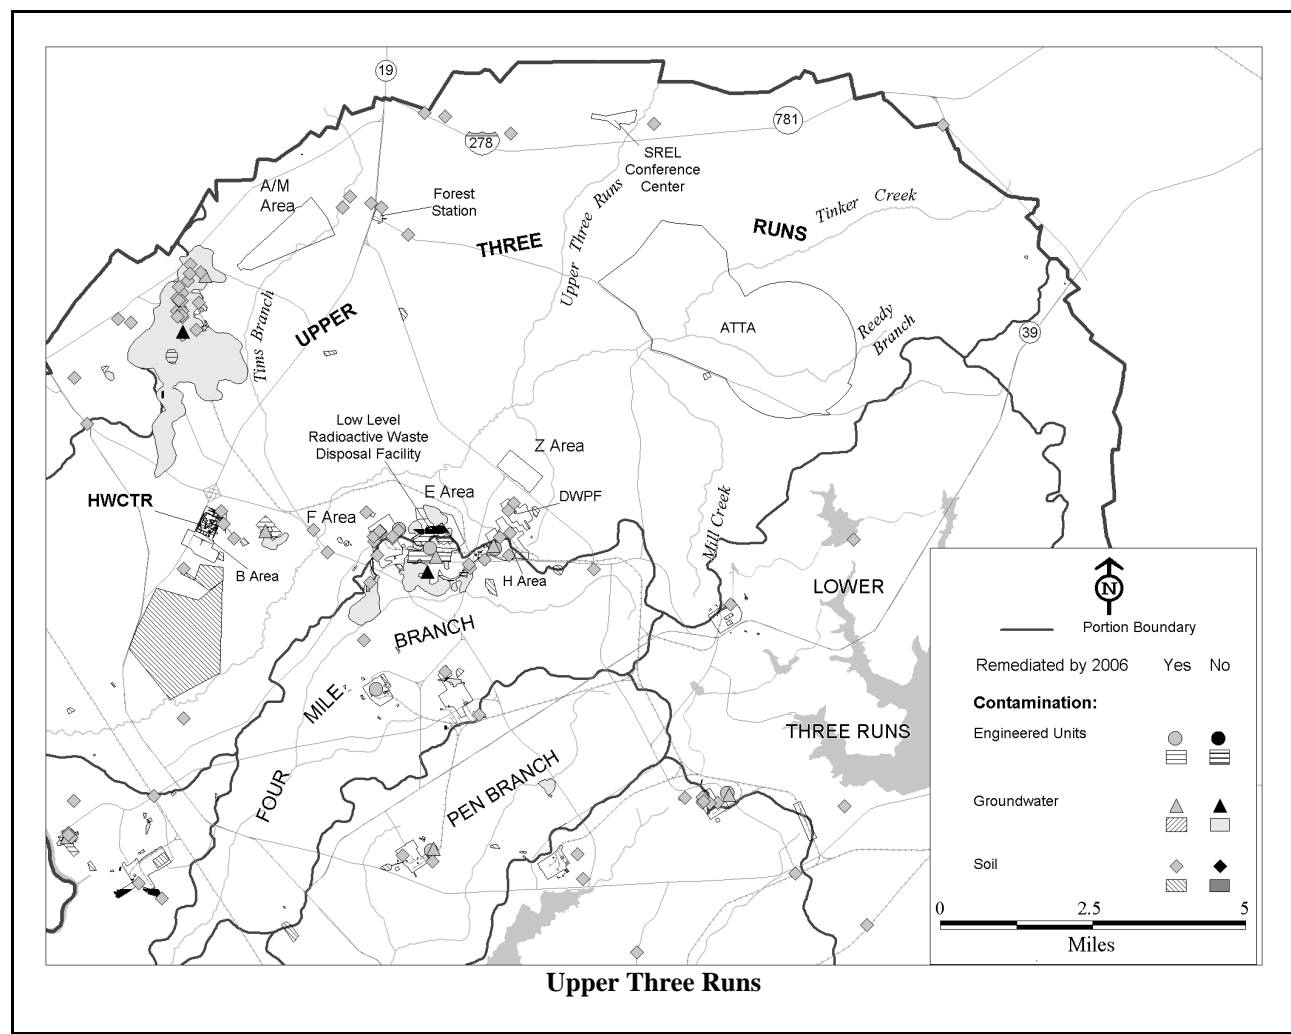 19
278
781
SREL
Conference
Center
A/M
Area
Forest
Station
THREE
Upper Three Runs
RUNS
Tinker Creek
UPPER
Tims Branch
ATTA
Reedy
Branch
39
Low Level
Radioactive Waste
Disposal Facility
Z Area
E Area
DWPF
HWCTR
F Area
Mill Creek
B Area
H Area
LOWER
BRANCH
MILE
FOUR
PEN BRANCH
THREE RUNS
N
Portion Boundary
Remediated by 2006 Yes No
Contamination:
Engineered Units
Groundwater
Soil
0 2.5 5
Miles
Upper Three Runs